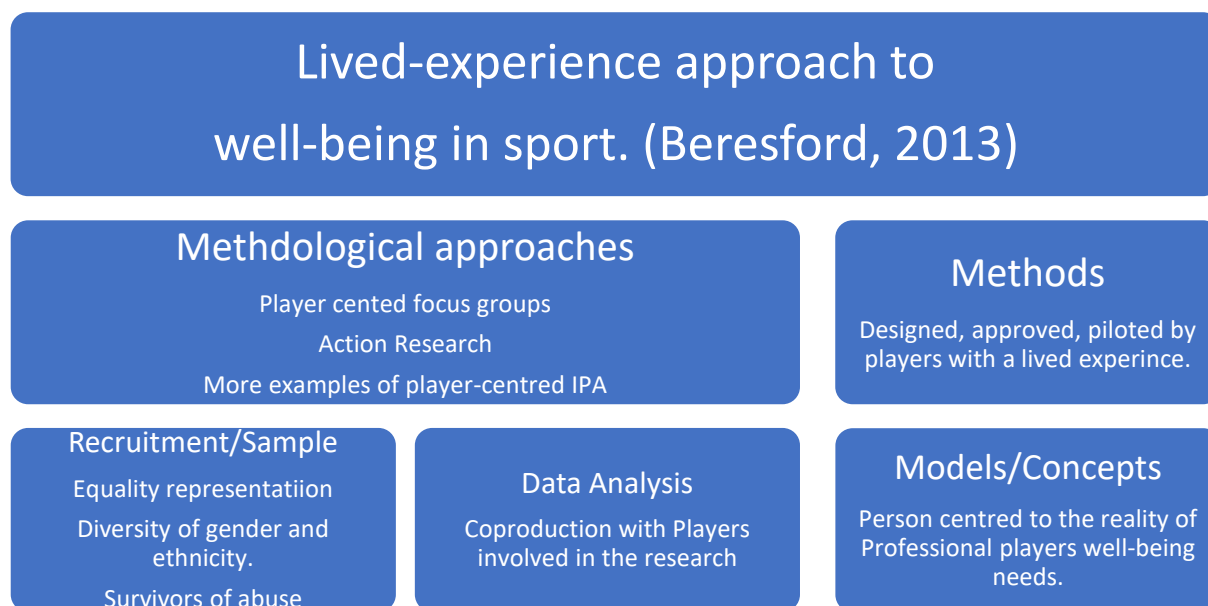 Lived-experience approach to
well-being in sport. (Beresford, 2013)
Methdological approaches
Player cented focus groups
Action Research
More examples of player-centred IPA
Methods
Designed, approved, piloted by
players with a lived experince.
Recruitment/Sample
Equality representatiion
Diversity of gender and
ethnicity.
Survivors of abuse
Data Analysis
Coproduction with Players
involved in the research
Models/Concepts
Person centred to the reality of
Professional players well-being
needs.